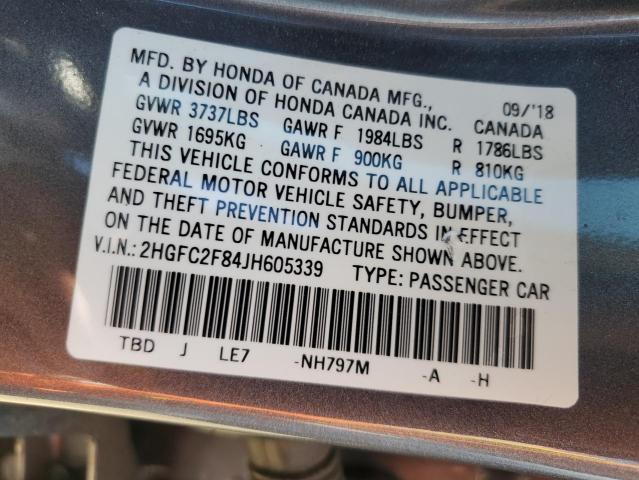 MFD. BY HONDA OF CANADA MFG., 09/'18
A DIVISION OF HONDA CANADA INC. CANADA
GVWR 3737LBS GAWR F 1984LBS R 1786LBS
GVWR 1695KG GAWR F 900KG R 810KG
THIS VEHICLE CONFORMS TO ALL APPLICABLE
FEDERAL MOTOR VEHICLE SAFETY, BUMPER,
AND THEFT PREVENTION STANDARDS IN EFFECT
ON THE DATE OF MANUFACTURE SHOWN ABOVE.
V.I.N.: 2HGFC2F84JH605339 TYPE: PASSENGER CAR
TBD J LE7 -NH797M -A -H